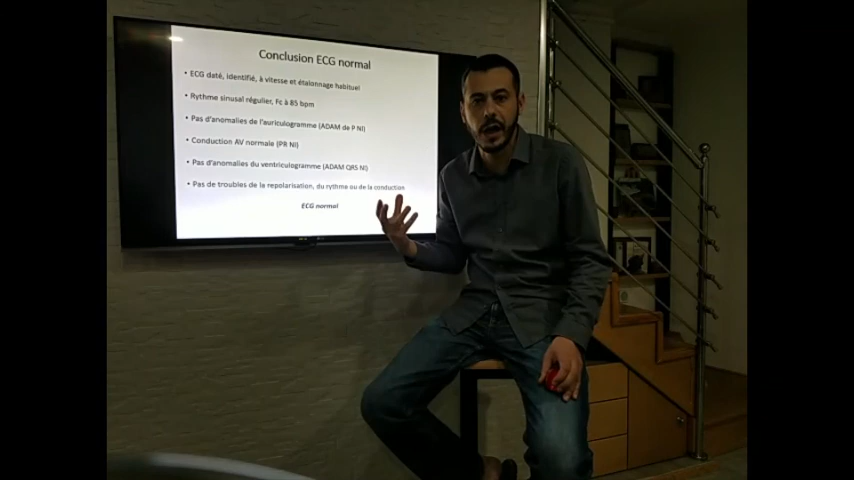 Conclusion ECG normal
• ECG daté, identifié, à vitesse et étalonnage habituel
• Rythme sinusal régulier, Fc à 85 bpm
• Pas d'anomalies de l'auriculogramme (ADAM de P Nl)
• Conduction AV normale (PR Nl)
• Pas d'anomalies du ventriculogramme (ADAM QRS Nl)
• Pas de troubles de la repolarisation, du rythme ou de la conduction
ECG normal